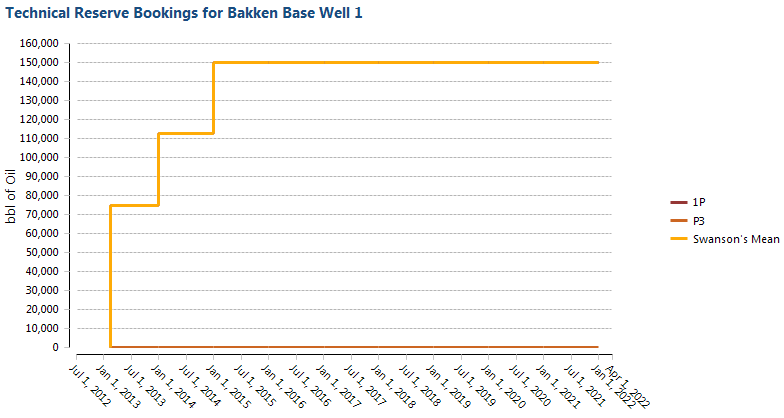 Technical Reserve Bookings for Bakken Base Well 1
160,000
150,000
140,000
130,000
120,000
110,000
100,000
90,000
80,000
70,000
60,000
50,000
40,000
30,000
20,000
10,000
0
bbl of Oil
Jul 1, 2012
Jan 1, 2013
Jul 1, 2013
Jan 1, 2014
Jul 1, 2014
Jan 1, 2015
Jul 1, 2015
Jan 1, 2016
Jul 1, 2016
Jan 1, 2017
Jul 1, 2017
Jan 1, 2018
Jul 1, 2018
Jan 1, 2019
Jul 1, 2019
Jan 1, 2020
Jul 1, 2020
Jan 1, 2021
Jul 1, 2021
Jan 1, 2022
Apr 1, 2022
1P
P3
Swanson's Mean